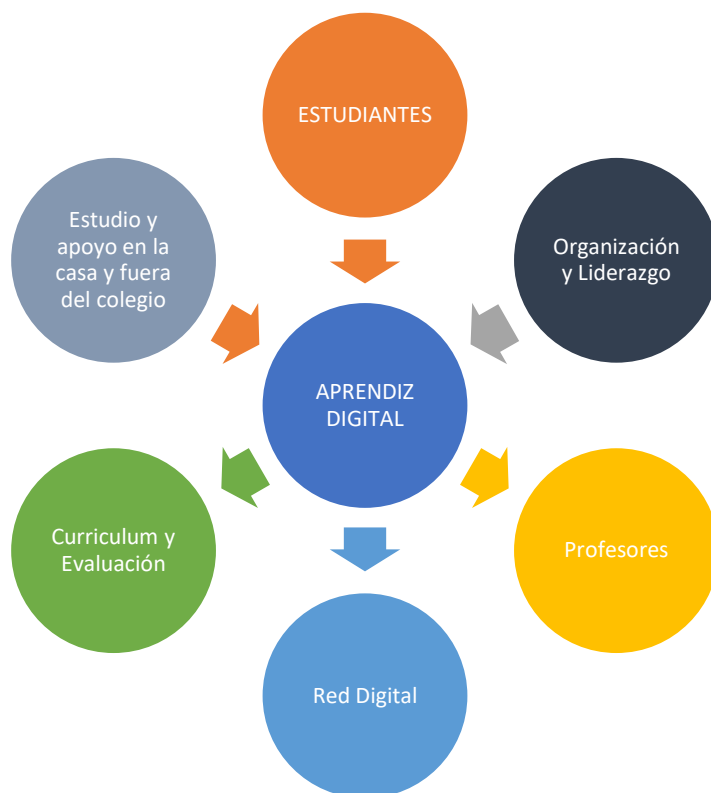 ESTUDIANTES
Estudio y
apoyo en la
casa y fuera
del colegio
Organización
y Liderazgo
APRENDIZ
DIGITAL
Curriculum y
Evaluación
Profesores
Red Digital